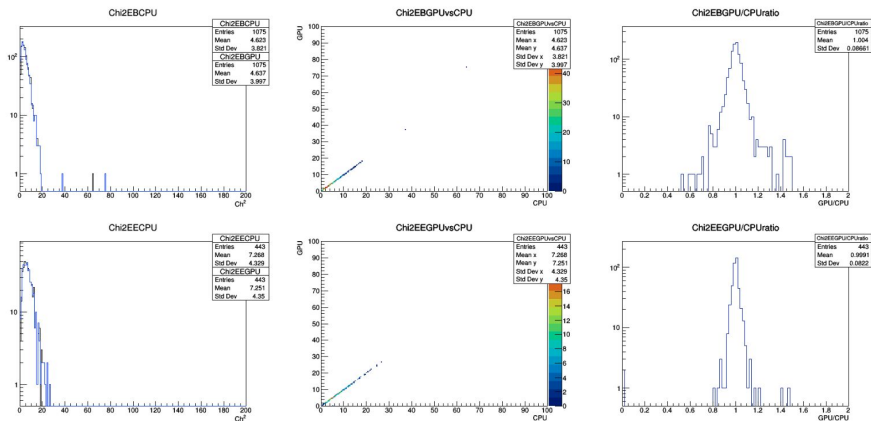 Chi2EBCPU
Chi2EBCPU
Entries 1075
Mean 4.623
Std Dev 3.821
Chi2EBGPU
Entries 1075
Mean 4.637
Std Dev 3.997
10²
10
1
0 20 40 60 80 100 120 140 160 180 200
Ch²
Chi2EBGPUvsCPU
Chi2EBGPUvsCPU
Entries 1075
Mean x 4.623
Mean y 4.637
Std Dev x 3.821
Std Dev y 3.997
GPU
100
90
80
70
60
50
40
30
20
10
0
0 10 20 30 40 50 60 70 80 90 100
CPU
40
30
20
10
0
Chi2EBGPU/CPUratio
Chi2EBGPU/CPUratio
Entries 1075
Mean 1.004
Std Dev 0.08661
10²
10
1
0 0.2 0.4 0.6 0.8 1 1.2 1.4 1.6 1.8 2
GPU/CPU
Chi2EECPU
Chi2EECPU
Entries 443
Mean 7.268
Std Dev 4.329
Chi2EEGPU
Entries 443
Mean 7.251
Std Dev 4.35
10
1
0 20 40 60 80 100 120 140 160 180 200
Ch²
Chi2EEGPUvsCPU
Chi2EEGPUvsCPU
Entries 443
Mean x 7.268
Mean y 7.251
Std Dev x 4.329
Std Dev y 4.35
GPU
100
90
80
70
60
50
40
30
20
10
0
0 10 20 30 40 50 60 70 80 90 100
CPU
16
14
12
10
8
6
4
2
0
Chi2EEGPU/CPUratio
Chi2EEGPU/CPUratio
Entries 443
Mean 0.9991
Std Dev 0.0822
10²
10
1
0 0.2 0.4 0.6 0.8 1 1.2 1.4 1.6 1.8 2
GPU/CPU